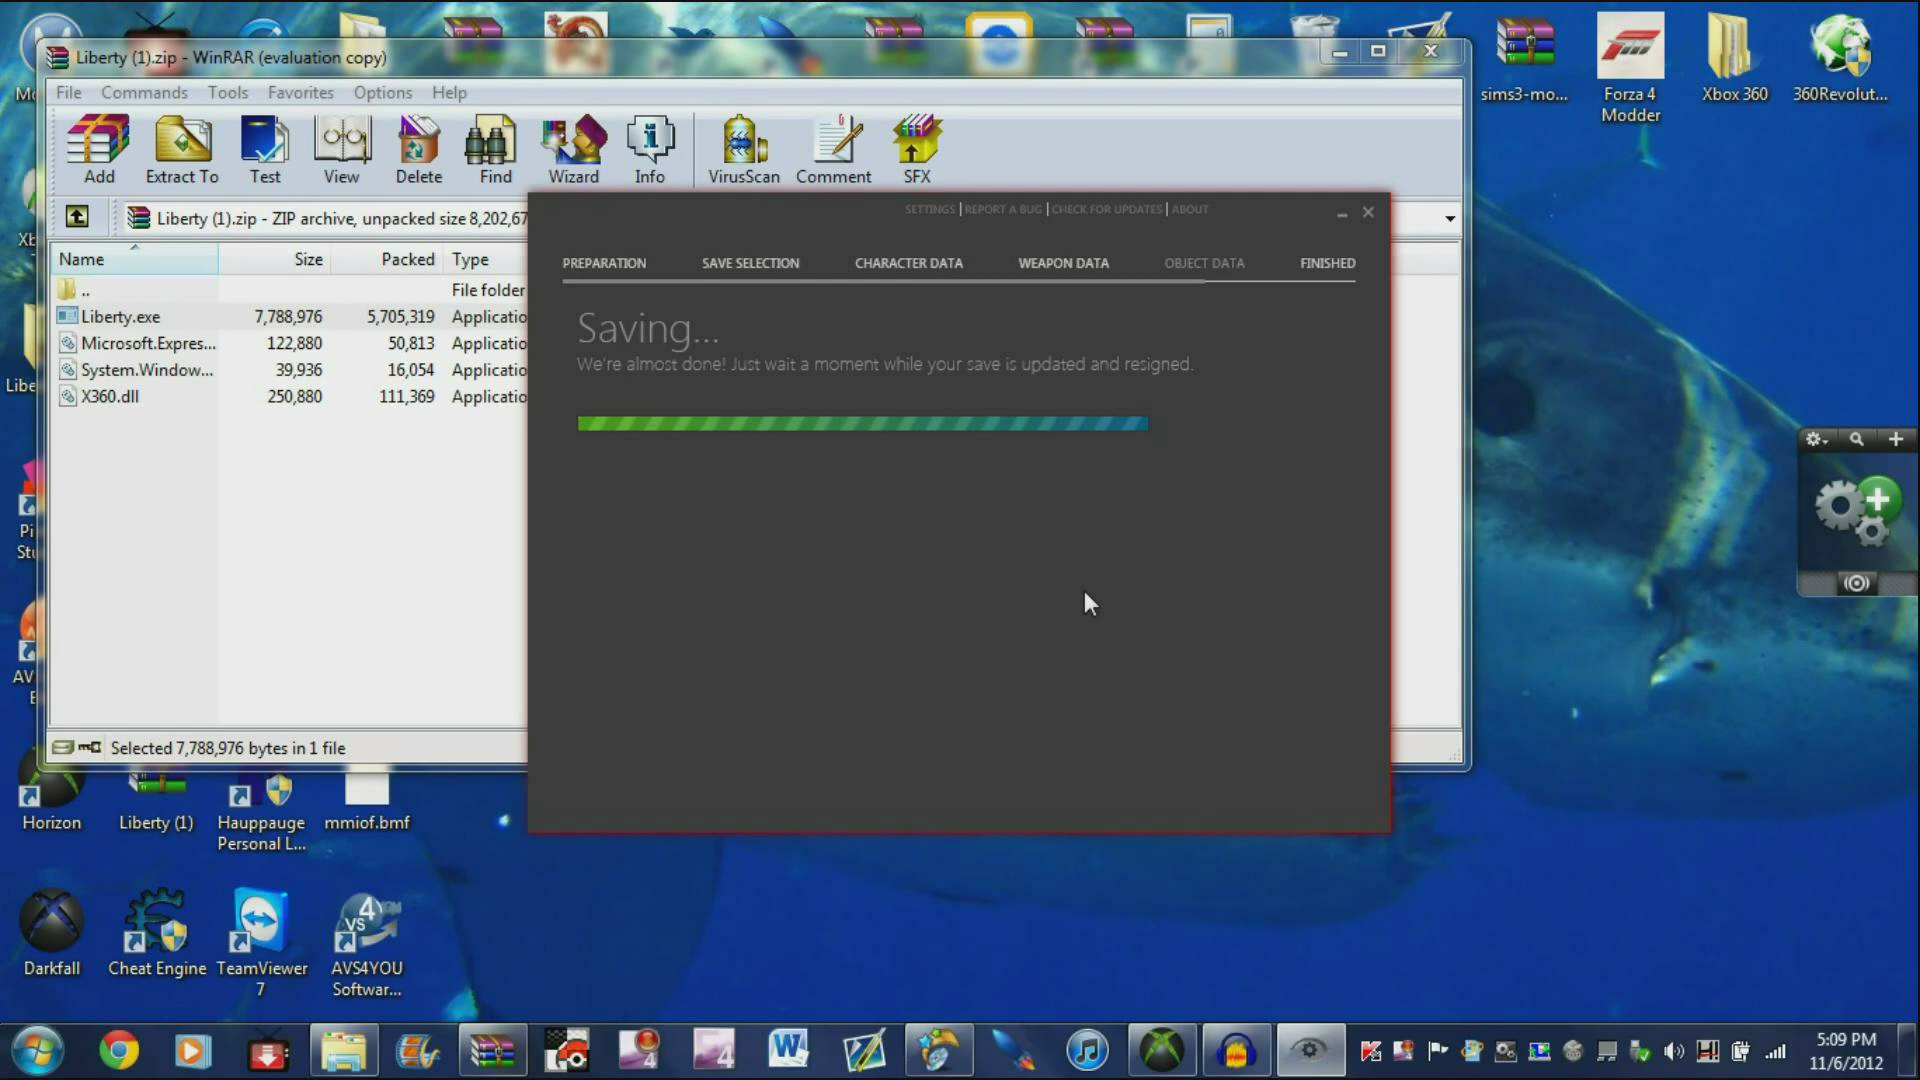 Liberty (1).zip - WinRAR (evaluation copy)
File Commands Tools Favorites Options Help
Add Extract To Test View Delete Find Wizard Info VirusScan Comment SFX
Liberty (1).zip - ZIP archive, unpacked size 8,202,67
Name Size Packed Type
.. File folder
Liberty.exe 7,788,976 5,705,319 Applicatio
Microsoft.Expres... 122,880 50,813 Applicatio
System.Window... 39,936 16,054 Applicatio
X360.dll 250,880 111,369 Applicatio
Selected 7,788,976 bytes in 1 file
SETTINGS | REPORT A BUG | CHECK FOR UPDATES | ABOUT
PREPARATION SAVE SELECTION CHARACTER DATA WEAPON DATA OBJECT DATA FINISHED
Saving...
We're almost done! Just wait a moment while your save is updated and resigned.
sims3-mo...
Forza 4
Modder
Xbox 360
360Revolut...
Horizon
Liberty (1)
Hauppauge
Personal L...
mmiof.bmf
Darkfall
Cheat Engine
TeamViewer
7
AVS4YOU
Softwar...
5:09 PM
11/6/2012